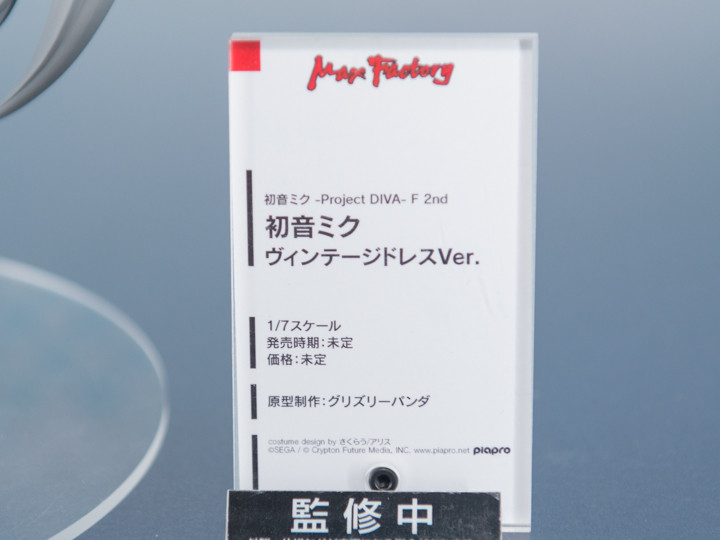 Max Factory
初音ミク -Project DIVA- F 2nd
初音ミク
ヴィンテージドレスVer.
1/7スケール
発売時期：未定
価格：未定
原型制作：グリズリーパンダ
costume design by さくらう/アリス
©SEGA / © Crypton Future Media, INC. www.piapro.net piapro
監修中